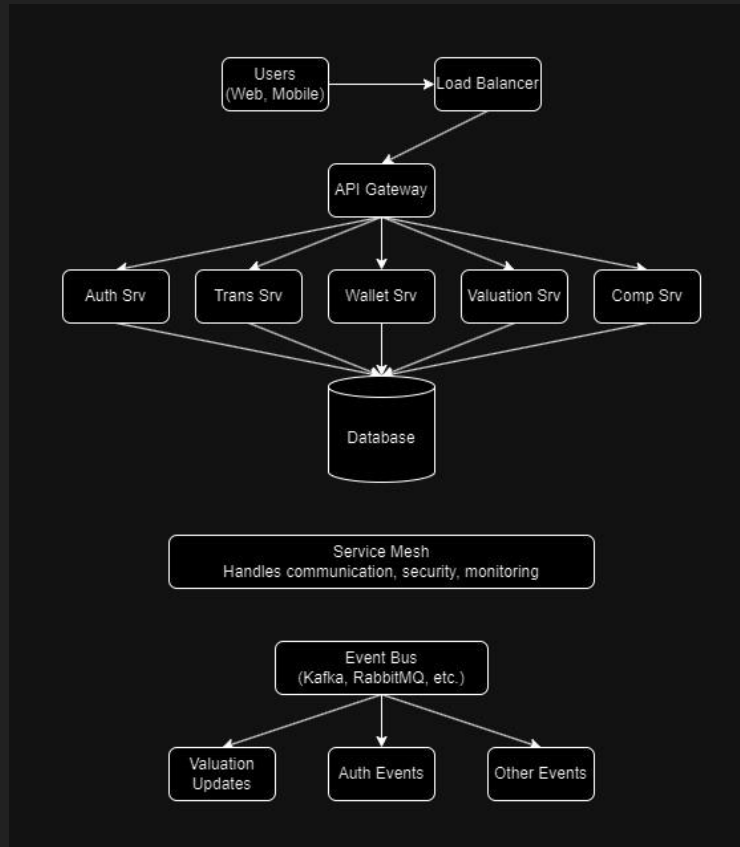 Users
(Web, Mobile)
Load Balancer
API Gateway
Auth Srv
Trans Srv
Wallet Srv
Valuation Srv
Comp Srv
Database
Service Mesh
Handles communication, security, monitoring
Event Bus
(Kafka, RabbitMQ, etc.)
Valuation
Updates
Auth Events
Other Events